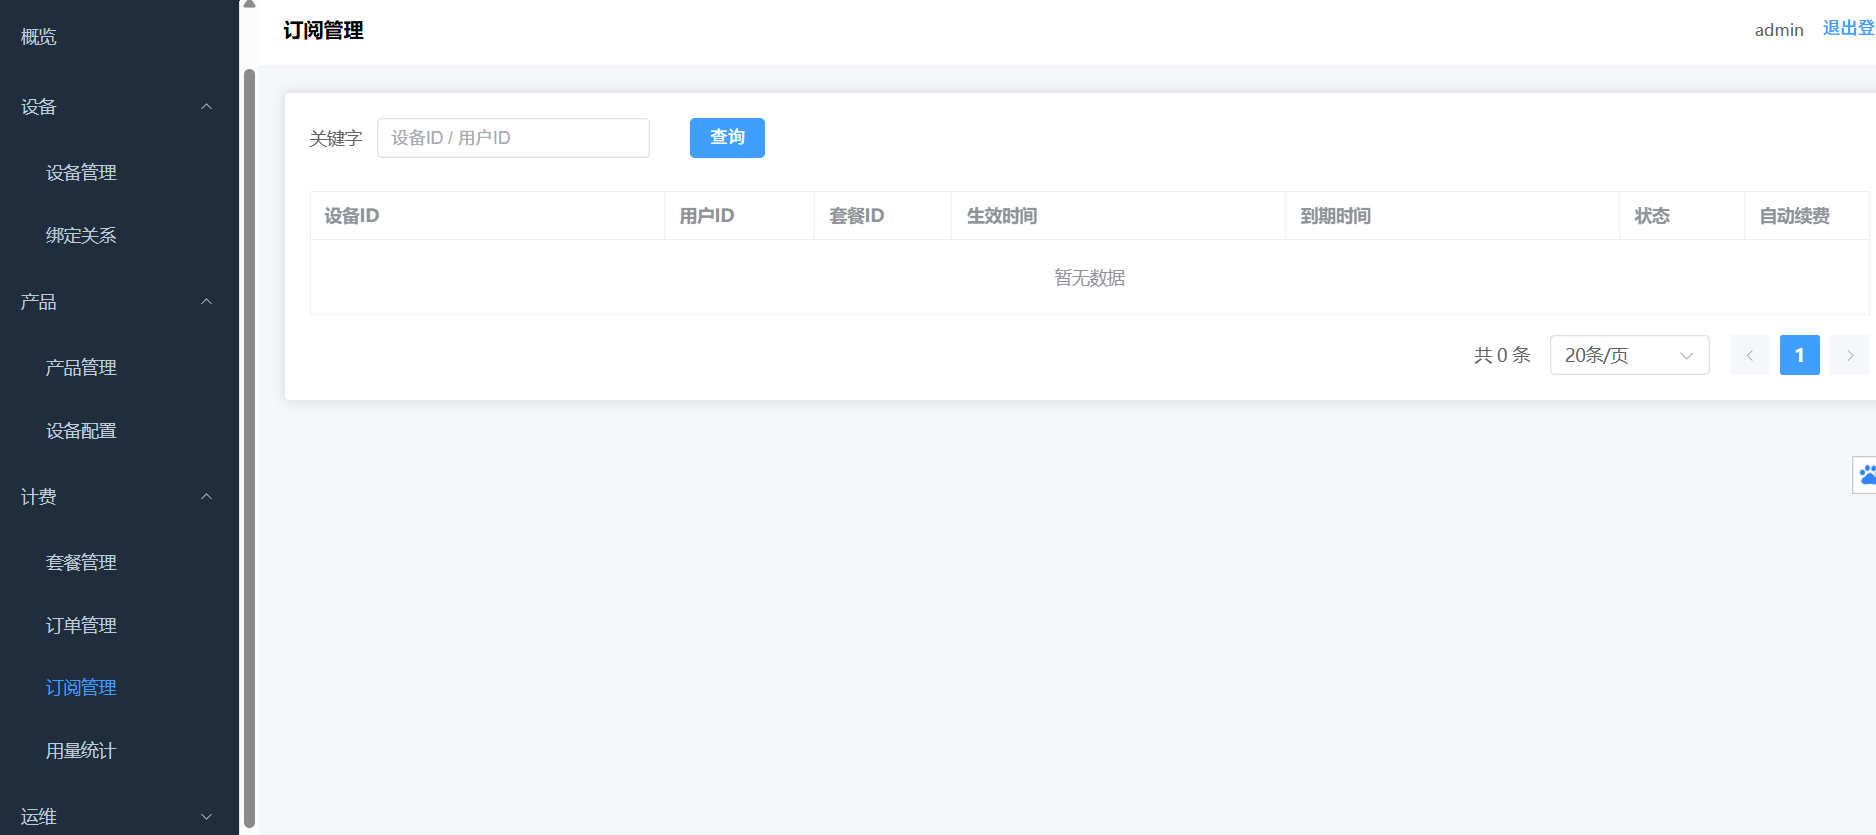 概览
设备
设备管理
绑定关系
产品
产品管理
设备配置
计费
套餐管理
订单管理
订阅管理
用量统计
运维
订阅管理
admin 退出登
关键字 设备ID / 用户ID 查询
设备ID 用户ID 套餐ID 生效时间 到期时间 状态 自动续费
暂无数据
共 0 条 20条/页 1